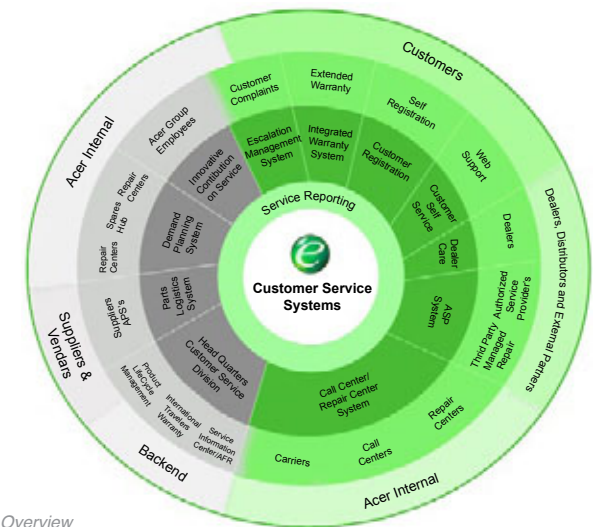 Customers
Customer
Complaints
Extended
Warranty
Self
Registration
Web
Support
Escalation
Management
System
Integrated
Warranty
System
Customer
Registration
Customer
Self
Service
Dealers, Distributors and External Partners
Dealers
Authorized
Service
Provider's
Thrid Party
Managed
Repair
Dealer
Care
ASP
System
Acer Internal
Repair
Centers
Call
Centers
Carriers
Call Center/
Repair Center
System
Backend
Service
Information
Center/AFR
International
Travelers
Warranty
Product
LifeCycle
Management
Head Quarters
Customer Service
Division
Suppliers &
Vendars
APS's
Suppliers
Parts
Logistics
System
Acer Internal
Repair
Centers
Spares
Hub
Repair
Centers
Acer Group
Employees
Demand
Planning
System
Innovative
Contibution
on Service
Service Reporting
e
Customer Service
Systems
Overview